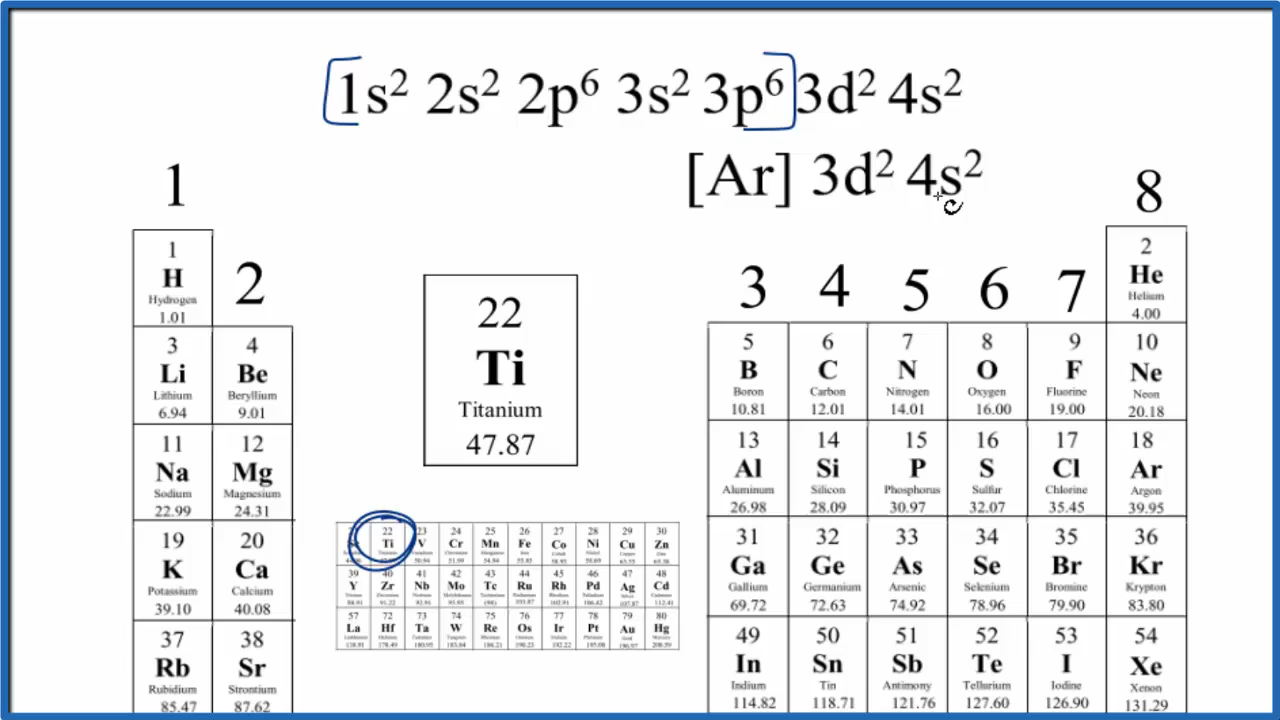 1s² 2s² 2p⁶ 3s² 3p⁶ 3d² 4s²
[Ar] 3d² 4s²
1 8
2 3 4 5 6 7
1 2
H He
Hydrogen Helium
1.01 4.00
22
Ti
Titanium
47.87
3 4 5 6 7 8 9 10
Li Be B C N O F Ne
Lithium Beryllium Boron Carbon Nitrogen Oxygen Fluorine Neon
6.94 9.01 10.81 12.01 14.01 16.00 19.00 20.18
11 12 13 14 15 16 17 18
Na Mg Al Si P S Cl Ar
Sodium Magnesium Aluminum Silicon Phosphorus Sulfur Chlorine Argon
22.99 24.31 26.98 28.09 30.97 32.07 35.45 39.95
22 23 24 25 26 27 28 29 30
Ti V Cr Mn Fe Co Ni Cu Zn
39 40 41 42 43 44 45 46 47 48
Y Zr Nb Mo Tc Ru Rh Pd Ag Cd
57 72 73 74 75 76 77 78 79 80
La Hf Ta W Re Os Ir Pt Au Hg
19 20 31 32 33 34 35 36
K Ca Ga Ge As Se Br Kr
Potassium Calcium Gallium Germanium Arsenic Selenium Bromine Krypton
39.10 40.08 69.72 72.63 74.92 78.96 79.90 83.80
37 38 49 50 51 52 53 54
Rb Sr In Sn Sb Te I Xe
Rubidium Strontium Indium Tin Antimony Tellurium Iodine Xenon
85.47 87.62 114.82 118.71 121.76 127.60 126.90 131.29